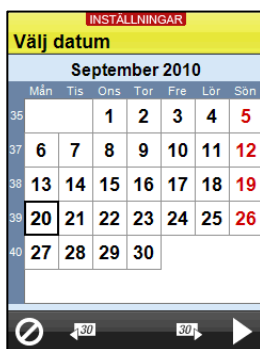 INSTÄLLNINGAR
Välj datum
September 2010
Mån Tis Ons Tor Fre Lör Sön
35 1 2 3 4 5
37 6 7 8 9 10 11 12
38 13 14 15 16 17 18 19
39 20 21 22 23 24 25 26
40 27 28 29 30
30 30